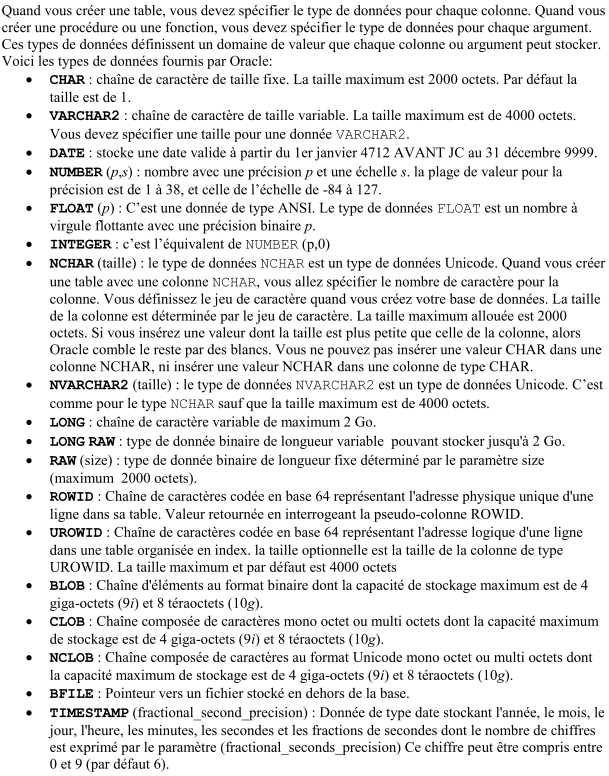 Quand vous créer une table, vous devez spécifier le type de données pour chaque colonne. Quand vous
créer une procédure ou une fonction, vous devez spécifier le type de données pour chaque argument.
Ces types de données définissent un domaine de valeur que chaque colonne ou argument peut stocker.
Voici les types de données fournis par Oracle:
• CHAR : chaîne de caractère de taille fixe. La taille maximum est 2000 octets. Par défaut la
taille est de 1.
• VARCHAR2 : chaîne de caractère de taille variable. La taille maximum est de 4000 octets.
Vous devez spécifier une taille pour une donnée VARCHAR2.
• DATE : stocke une date valide à partir du 1er janvier 4712 AVANT JC au 31 décembre 9999.
• NUMBER (p,s) : nombre avec une précision p et une échelle s. la plage de valeur pour la
précision est de 1 à 38, et celle de l'échelle de -84 à 127.
• FLOAT (p) : C'est une donnée de type ANSI. Le type de données FLOAT est un nombre à
virgule flottante avec une précision binaire p.
• INTEGER : c'est l'équivalent de NUMBER (p,0)
• NCHAR (taille) : le type de données NCHAR est un type de données Unicode. Quand vous créer
une table avec une colonne NCHAR, vous allez spécifier le nombre de caractère pour la
colonne. Vous définissez le jeu de caractère quand vous créez votre base de données. La taille
de la colonne est déterminée par le jeu de caractère. La taille maximum allouée est 2000
octets. Si vous insérez une valeur dont la taille est plus petite que celle de la colonne, alors
Oracle comble le reste par des blancs. Vous ne pouvez pas insérer une valeur CHAR dans une
colonne NCHAR, ni insérer une valeur NCHAR dans une colonne de type CHAR.
• NVARCHAR2 (taille) : le type de données NVARCHAR2 est un type de données Unicode. C'est
comme pour le type NCHAR sauf que la taille maximum est de 4000 octets.
• LONG : chaîne de caractère variable de maximum 2 Go.
• LONG RAW : type de donnée binaire de longueur variable pouvant stocker jusqu'à 2 Go.
• RAW (size) : type de donnée binaire de longueur fixe déterminé par le paramètre size
(maximum 2000 octets).
• ROWID : Chaîne de caractères codée en base 64 représentant l'adresse physique unique d'une
ligne dans sa table. Valeur retournée en interrogeant la pseudo-colonne ROWID.
• UROWID : Chaîne de caractères codée en base 64 représentant l'adresse logique d'une ligne
dans une table organisée en index. la taille optionnelle est la taille de la colonne de type
UROWID. La taille maximum et par défaut est 4000 octets
• BLOB : Chaîne d'éléments au format binaire dont la capacité de stockage maximum est de 4
giga-octets (9i) et 8 téraoctets (10g).
• CLOB : Chaîne composée de caractères mono octet ou multi octets dont la capacité maximum
de stockage est de 4 giga-octets (9i) et 8 téraoctets (10g).
• NCLOB : Chaîne composée de caractères au format Unicode mono octet ou multi octets dont
la capacité maximum de stockage est de 4 giga-octets (9i) et 8 téraoctets (10g).
• BFILE : Pointeur vers un fichier stocké en dehors de la base.
• TIMESTAMP (fractional_second_precision) : Donnée de type date stockant l'année, le mois, le
jour, l'heure, les minutes, les secondes et les fractions de secondes dont le nombre de chiffres
est exprimé par le paramètre (fractional_seconds_precision) Ce chiffre peut être compris entre
0 et 9 (par défaut 6).